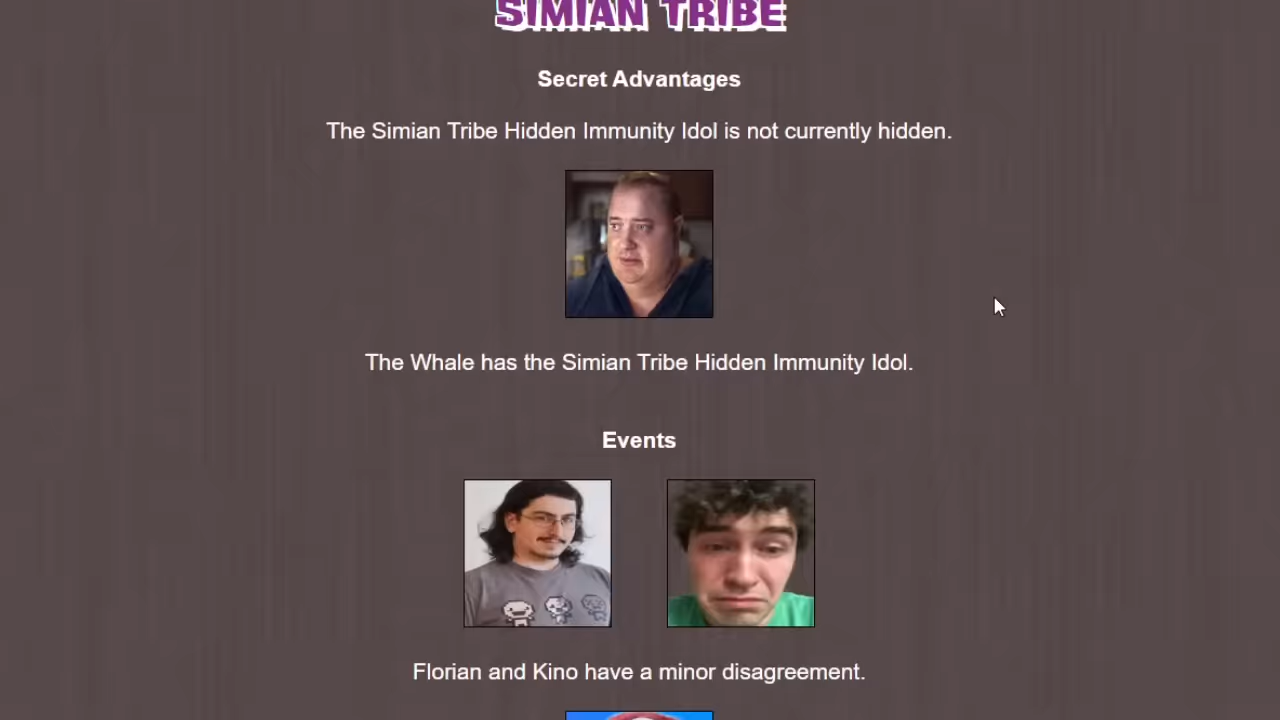 SIMIAN TRIBE
Secret Advantages
The Simian Tribe Hidden Immunity Idol is not currently hidden.
The Whale has the Simian Tribe Hidden Immunity Idol.
Events
Florian and Kino have a minor disagreement.